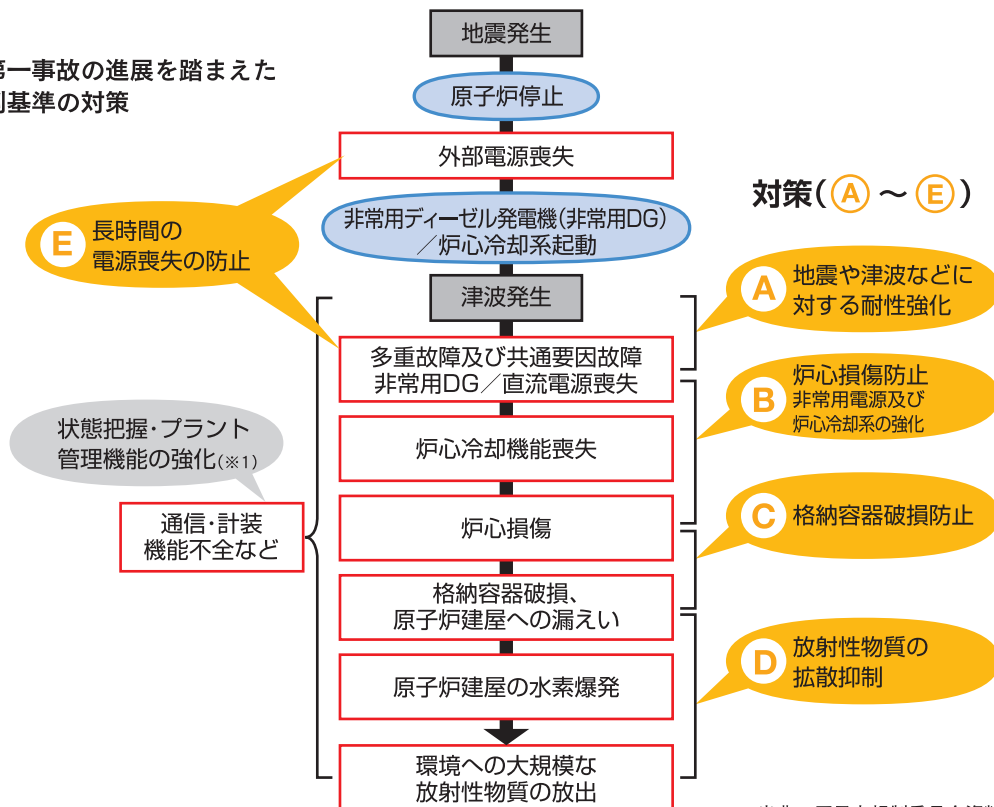 第一事故の進展を踏まえた
基準の対策
地震発生
原子炉停止
外部電源喪失
非常用ディーゼル発電機(非常用DG)
／炉心冷却系起動
津波発生
多重故障及び共通要因故障
非常用DG／直流電源喪失
炉心冷却機能喪失
炉心損傷
格納容器破損、
原子炉建屋への漏えい
原子炉建屋の水素爆発
環境への大規模な
放射性物質の放出
E
長時間の
電源喪失の防止
状態把握・プラント
管理機能の強化(※1)
通信・計装
機能不全など
対策(A ～ E)
A
地震や津波などに
対する耐性強化
B
炉心損傷防止
非常用電源及び
炉心冷却系の強化
C
格納容器破損防止
D
放射性物質の
拡散抑制